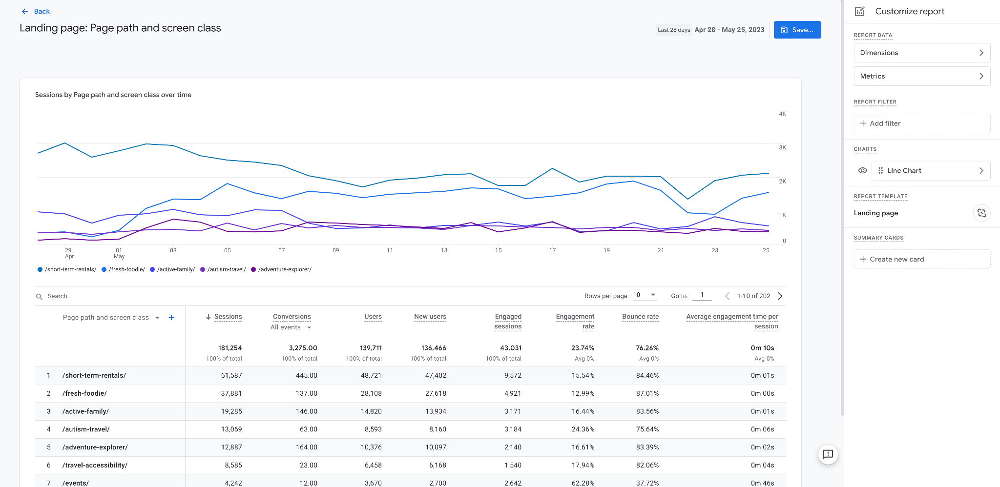 Back
Landing page: Page path and screen class
Last 28 days Apr 28 - May 25, 2023
Save...
Sessions by Page path and screen class over time
4K
3K
2K
1K
0
29 01 03 05 07 09 11 13 15 17 19 21 23 25
Apr May
/short-term-rentals/ /fresh-foodie/ /active-family/ /autism-travel/ /adventure-explorer/
Search...
Rows per page: 10 Go to: 1 1-10 of 202
Page path and screen class + Sessions Conversions Users New users Engaged sessions Engagement rate Bounce rate Average engagement time per session
All events
181,254 3,275.00 139,711 136,466 43,031 23.74% 76.26% 0m 10s
100% of total 100% of total 100% of total 100% of total 100% of total Avg 0% Avg 0% Avg 0%
1 /short-term-rentals/ 61,587 445.00 48,721 47,402 9,572 15.54% 84.46% 0m 01s
2 /fresh-foodie/ 37,881 137.00 28,108 27,618 4,921 12.99% 87.01% 0m 00s
3 /active-family/ 19,285 146.00 14,820 13,934 3,171 16.44% 83.56% 0m 01s
4 /autism-travel/ 13,069 63.00 8,593 8,160 3,184 24.36% 75.64% 0m 06s
5 /adventure-explorer/ 12,887 164.00 10,376 10,097 2,140 16.61% 83.39% 0m 02s
6 /travel-accessibility/ 8,585 23.00 6,458 6,168 1,540 17.94% 82.06% 0m 04s
7 /events/ 4,242 12.00 3,670 2,700 2,642 62.28% 37.72% 0m 46s
Customize report
REPORT DATA
Dimensions
Metrics
REPORT FILTER
+ Add filter
CHARTS
Line Chart
REPORT TEMPLATE
Landing page
SUMMARY CARDS
+ Create new card